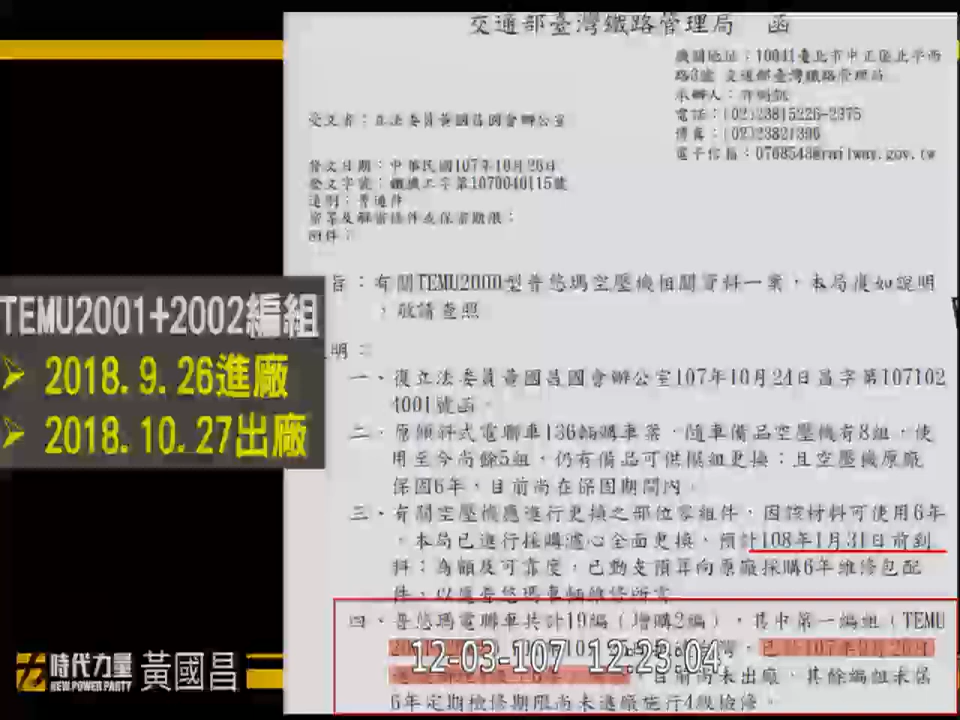 交通部臺灣鐵路管理局 函
機關地址：10041臺北市中正區北平西
路3號 交通部臺灣鐵路管理局
承辦人：
電話：(02)23815226-2375
傳真：(02)2382
電子信箱：0768548@railway.gov.tw
受文者：立法委員黃國昌國會辦公室
發文日期：中華民國107年10月26日
發文字號：鐵機工字第1070040115號
速別：普通件
密等及解密條件或保密期限：
附件：
旨：有關TEMU2000型普悠瑪空壓機相關資料一案，本局復如說明
，敬請查照
明：
一、復立法委員黃國昌國會辦公室107年10月24日昌字第107102
4001號函。
二、原傾斜式電聯車136輛購車案，隨車備品空壓機有8組，使
用至今尚餘5組，仍有備品可供模組更換；且空壓機原廠
保固6年，目前尚在保固期間內。
三、有關空壓機應進行更換之部位零組件，因該材料可使用6年
，本局已進行採購濾心全面更換，預計108年1月31日前到
料；為顧及可靠度，已動支預算向原廠採購6年維修包配
件，以
四、普悠瑪電聯車共計19編（增購2編），其中第一編組（TEMU
目前尚未出廠，其餘編組未屆
6年定期檢修期限尚未進廠施行4級檢修。
TEMU2001+2002編組
2018.9.26進廠
2018.10.27出廠
12-03-107 12:23:04
時代力量
NEW POWER PARTY
黃國昌